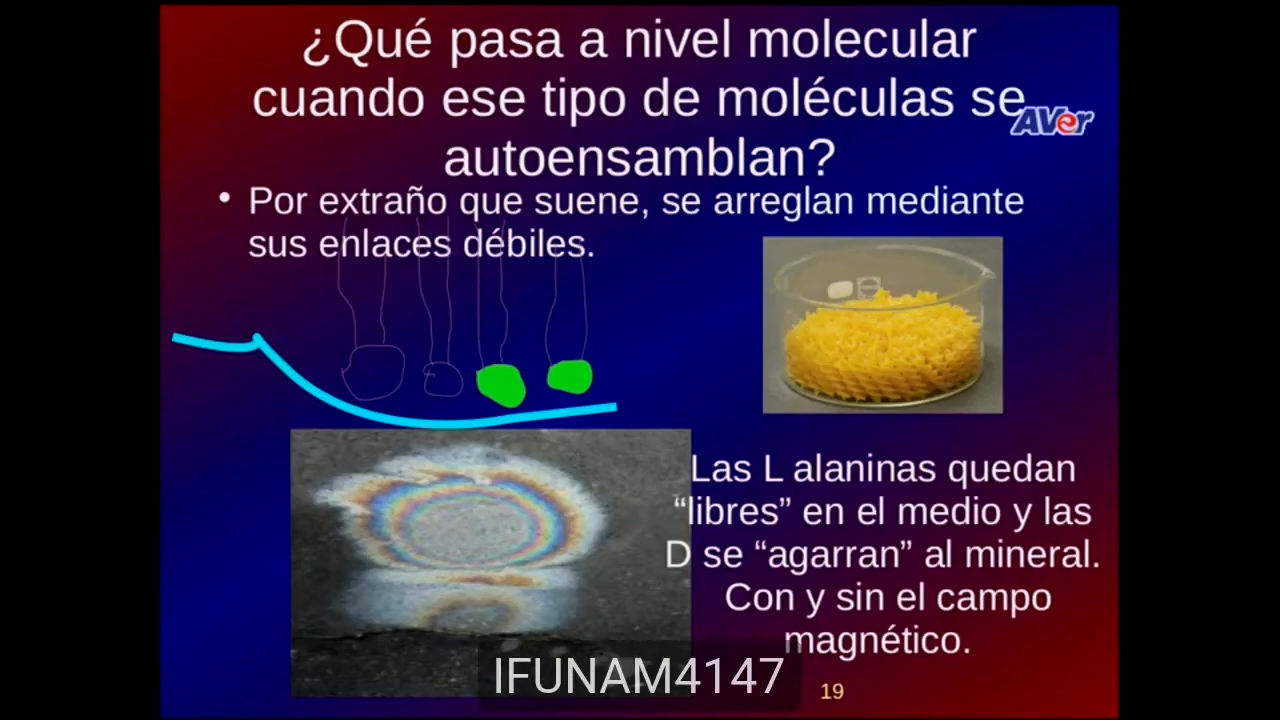 ¿Qué pasa a nivel molecular
cuando ese tipo de moléculas se
autoensamblan?
AVer
• Por extraño que suene, se arreglan mediante
sus enlaces débiles.
Las L alaninas quedan
“libres” en el medio y las
D se “agarran” al mineral.
Con y sin el campo
magnético.
IFUNAM4147
19